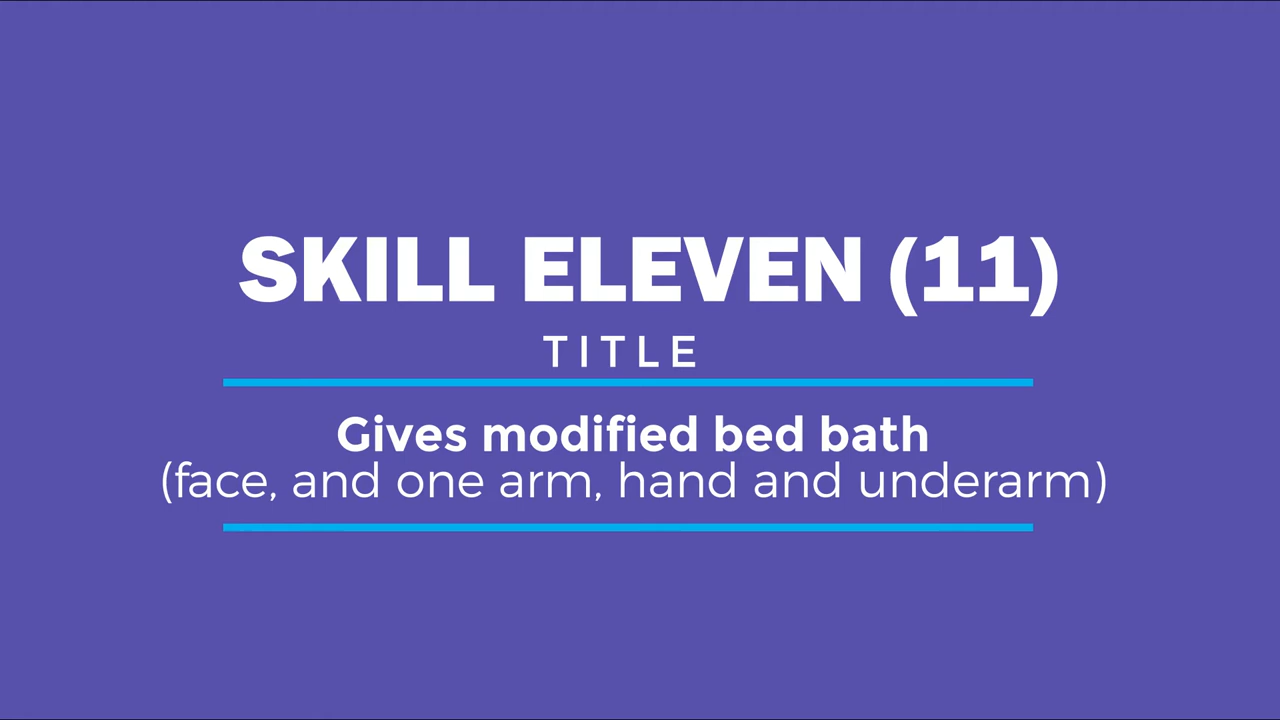 SKILL ELEVEN (11)
TITLE
Gives modified bed bath
(face, and one arm, hand and underarm)